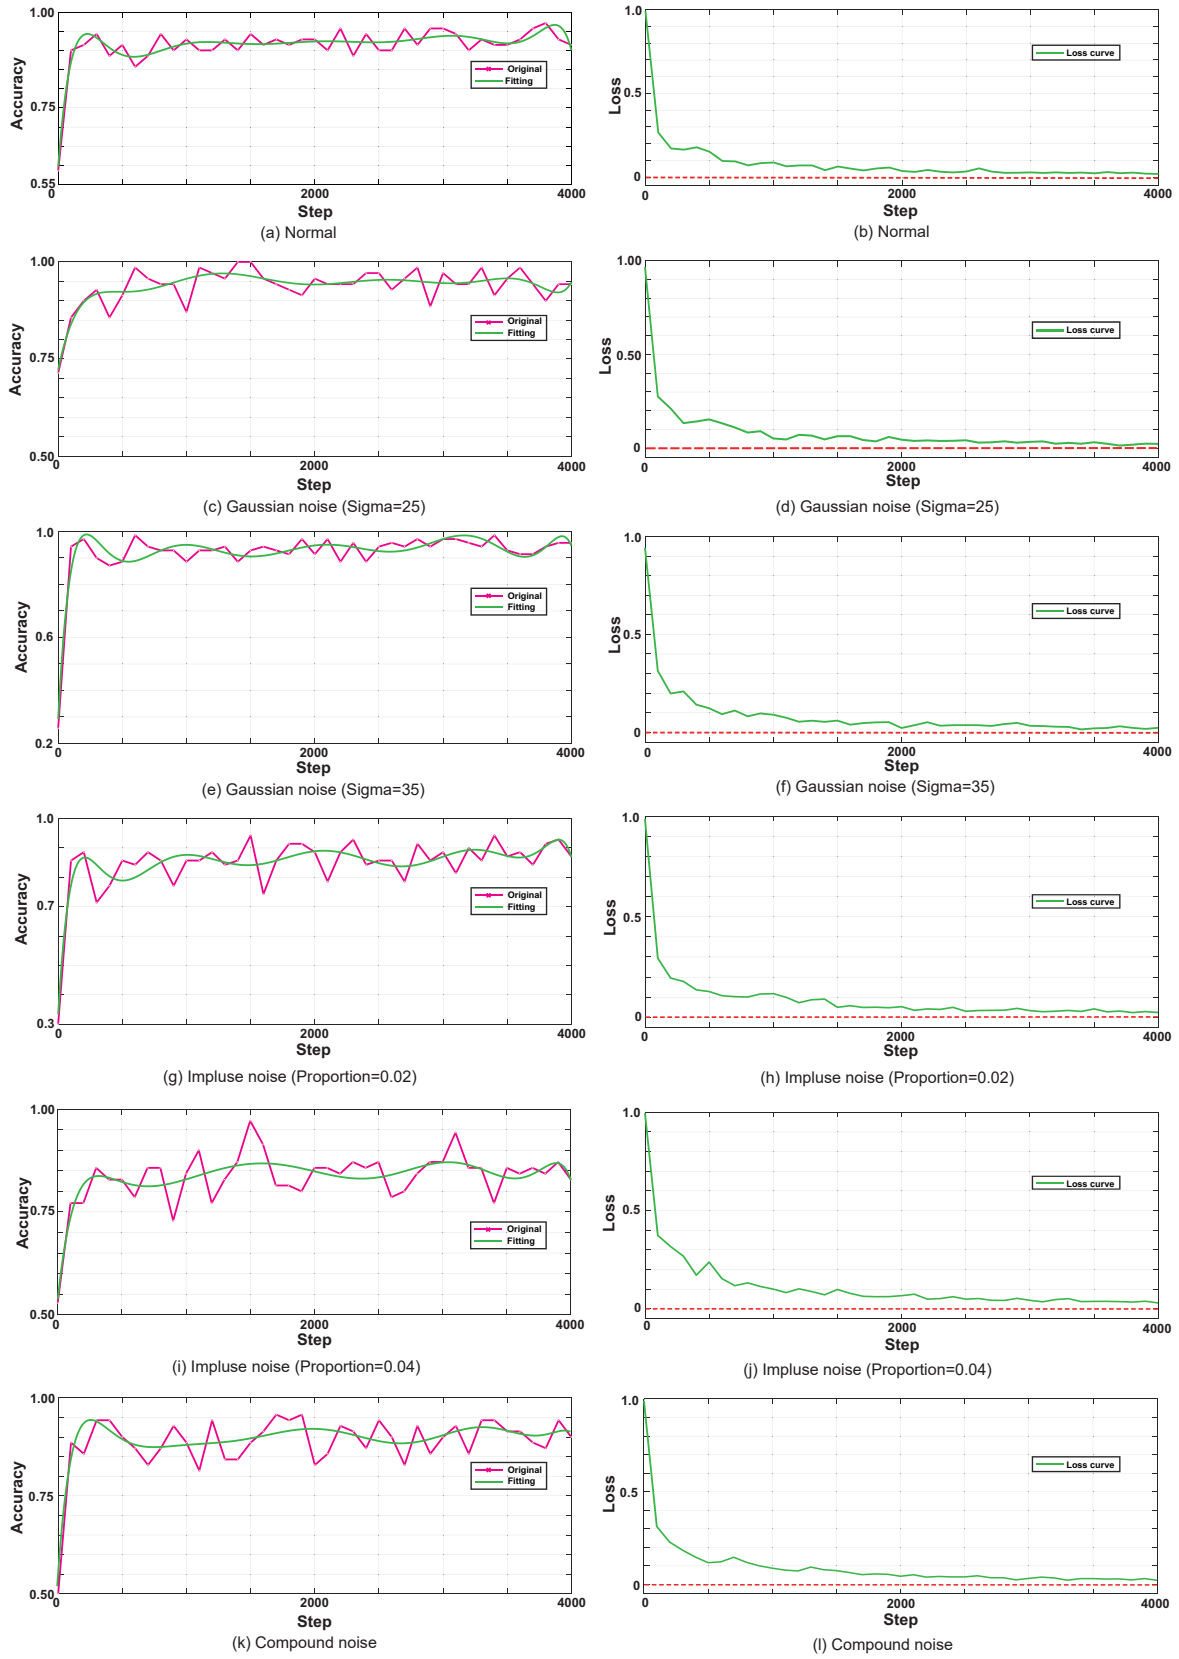 1.00
0.75
0.55
Accuracy
Original
Fitting
0
2000
4000
Step
(a) Normal
1.0
0.5
0
Loss
Loss curve
0
2000
4000
Step
(b) Normal
1.00
0.75
0.50
Accuracy
Original
Fitting
0
2000
4000
Step
(c) Gaussian noise (Sigma=25)
1.00
0.50
0
Loss
Loss curve
0
2000
4000
Step
(d) Gaussian noise (Sigma=25)
1.0
0.6
0.2
Accuracy
Original
Fitting
0
2000
4000
Step
(e) Gaussian noise (Sigma=35)
1.0
0.5
0
Loss
Loss curve
0
2000
4000
Step
(f) Gaussian noise (Sigma=35)
1.0
0.7
0.3
Accuracy
Original
Fitting
0
2000
4000
Step
(g) Impluse noise (Proportion=0.02)
1.0
0.5
0
Loss
Loss curve
0
2000
4000
Step
(h) Impluse noise (Proportion=0.02)
1.00
0.75
0.50
Accuracy
Original
Fitting
0
2000
4000
Step
(i) Impluse noise (Proportion=0.04)
1.0
0.5
0
Loss
Loss curve
0
2000
4000
Step
(j) Impluse noise (Proportion=0.04)
1.00
0.75
0.50
Accuracy
Original
Fitting
0
2000
4000
Step
(k) Compound noise
1.0
0.5
0
Loss
Loss curve
0
2000
4000
Step
(l) Compound noise